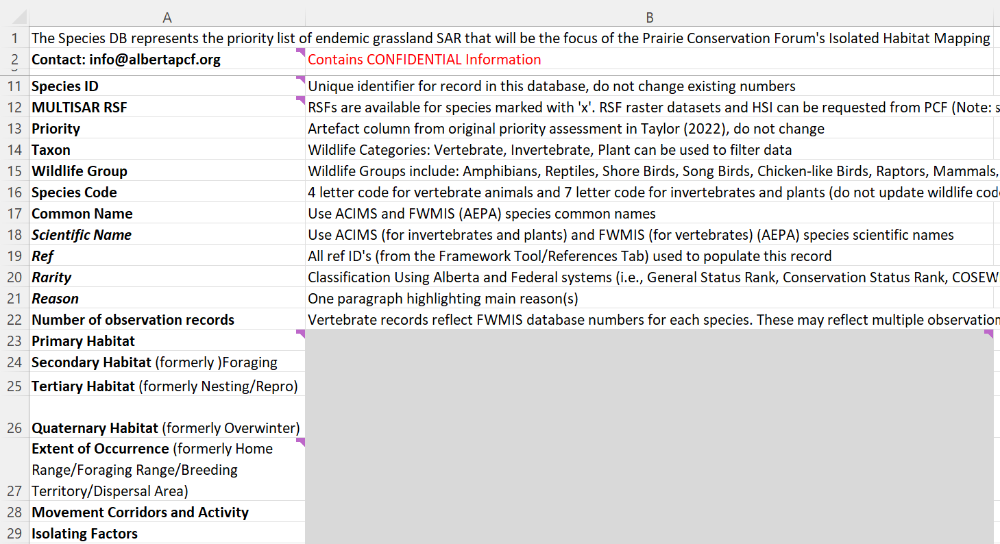 A B
1 The Species DB represents the priority list of endemic grassland SAR that will be the focus of the Prairie Conservation Forum's Isolated Habitat Mapping
2 Contact: info@albertapcf.org Contains CONFIDENTIAL Information
11 Species ID Unique identifier for record in this database, do not change existing numbers
12 MULTISAR RSF RSFs are available for species marked with 'x'. RSF raster datasets and HSI can be requested from PCF (Note: s
13 Priority Artefact column from original priority assessment in Taylor (2022), do not change
14 Taxon Wildlife Categories: Vertebrate, Invertebrate, Plant can be used to filter data
15 Wildlife Group Wildlife Groups include: Amphibians, Reptiles, Shore Birds, Song Birds, Chicken-like Birds, Raptors, Mammals,
16 Species Code 4 letter code for vertebrate animals and 7 letter code for invertebrates and plants (do not update wildlife cod
17 Common Name Use ACIMS and FWMIS (AEPA) species common names
18 Scientific Name Use ACIMS (for invertebrates and plants) and FWMIS (for vertebrates) (AEPA) species scientific names
19 Ref All ref ID's (from the Framework Tool/References Tab) used to populate this record
20 Rarity Classification Using Alberta and Federal systems (i.e., General Status Rank, Conservation Status Rank, COSEW
21 Reason One paragraph highlighting main reason(s)
22 Number of observation records Vertebrate records reflect FWMIS database numbers for each species. These may reflect multiple observation
23 Primary Habitat
24 Secondary Habitat (formerly )Foraging
25 Tertiary Habitat (formerly Nesting/Repro)
26 Quaternary Habitat (formerly Overwinter)
Extent of Occurrence (formerly Home
Range/Foraging Range/Breeding
27 Territory/Dispersal Area)
28 Movement Corridors and Activity
29 Isolating Factors